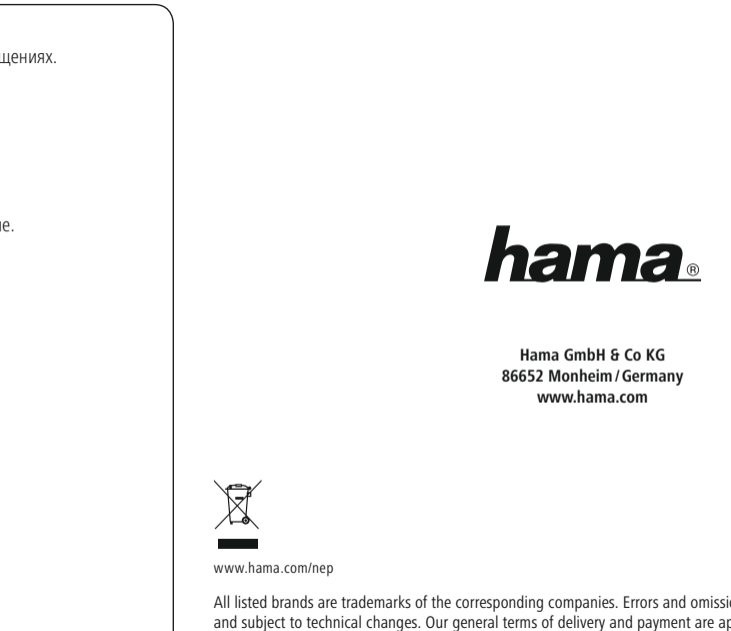 щениях.
ие.
hama®
Hama GmbH & Co KG
86652 Monheim / Germany
www.hama.com
www.hama.com/nep
All listed brands are trademarks of the corresponding companies. Errors and
and subject to technical changes. Our general terms of delivery and payment are